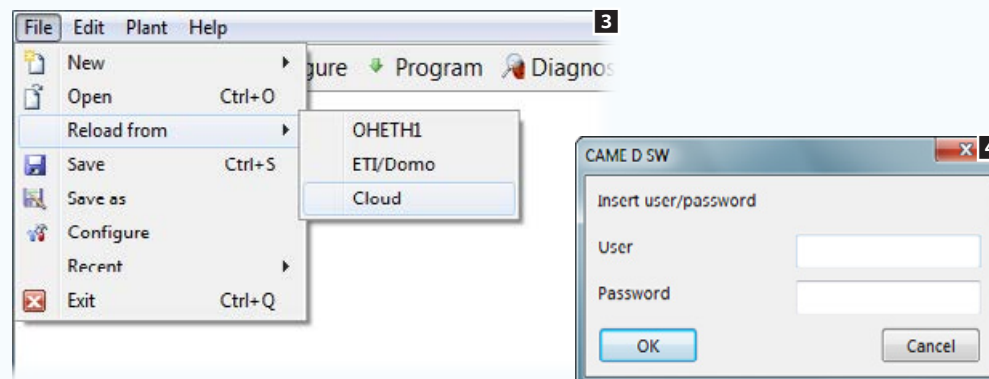 File Edit Plant Help
3
New
gure Program Diagnos
Open Ctrl+O
Reload from
OHETH1
Save Ctrl+S
ETI/Domo
Save as
Cloud
Configure
Recent
Exit Ctrl+Q
4
CAME D SW
Insert user/password
User
Password
OK Cancel